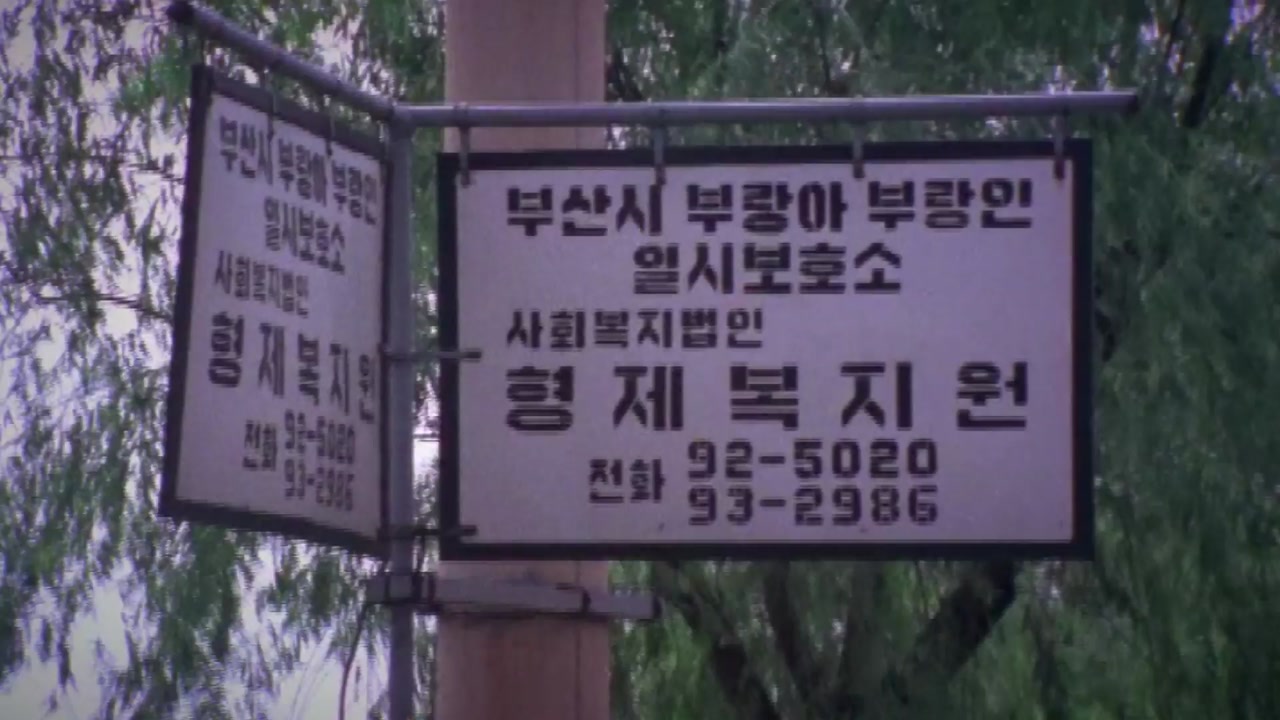 부산시 부랑아 부랑인
일시보호소
사회복지법인
형제복지원
전화 92-5020
93-2986
부산시 부랑아 부랑인
일시보호소
사회복지법인
형제복지원
전화 92-5020
93-2986